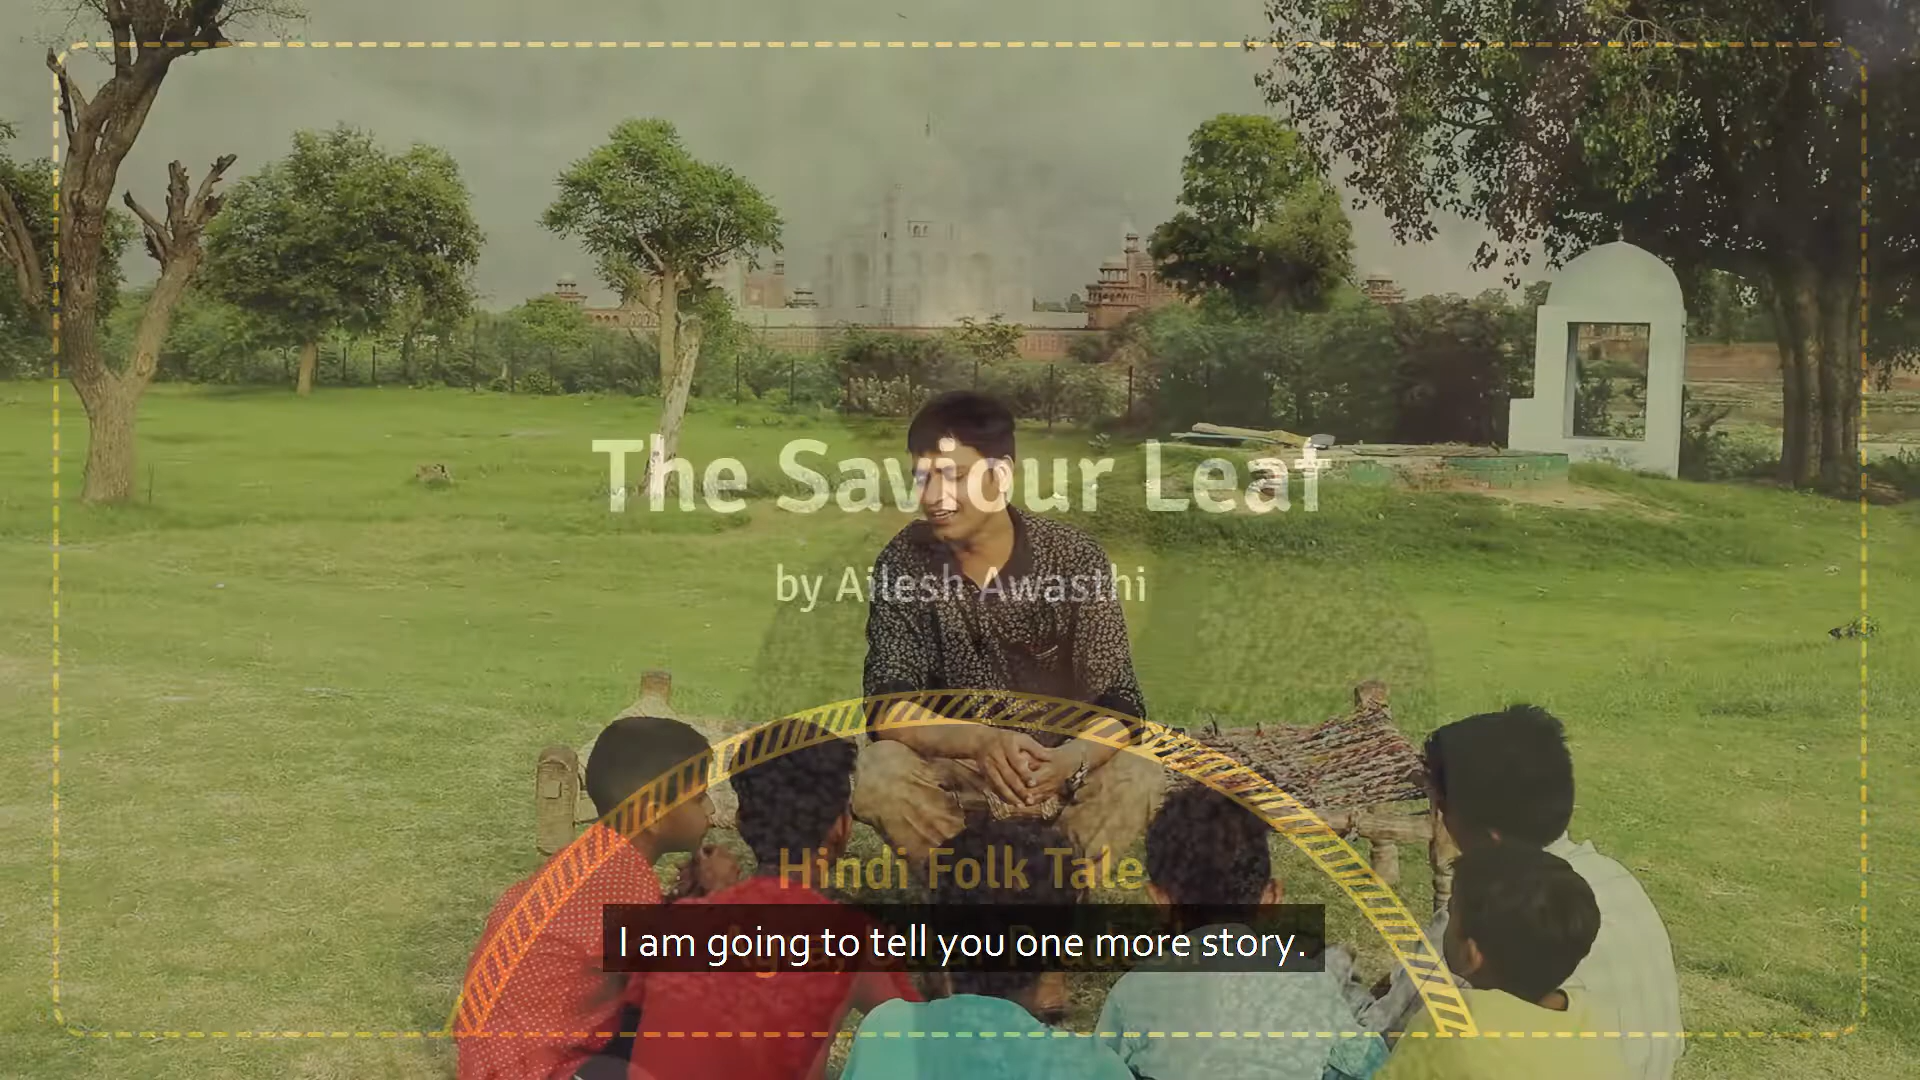 The Saviour Leaf
by Ailesh Awasthi
Hindi Folk Tale
I am going to tell you one more story.